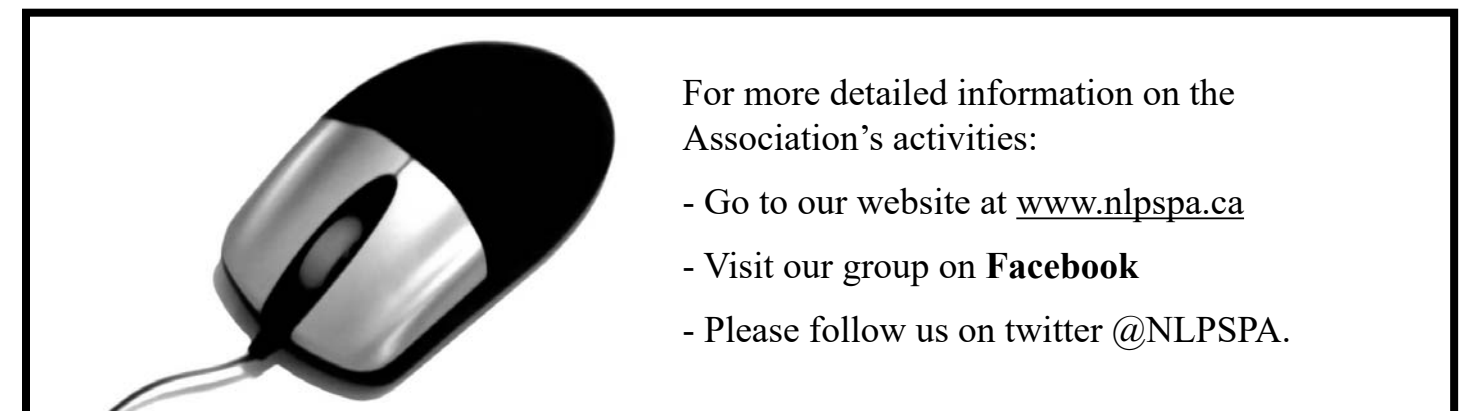 For more detailed information on the
Association’s activities:
- Go to our website at www.nlpspa.ca
- Visit our group on Facebook
- Please follow us on twitter @NLPSPA.